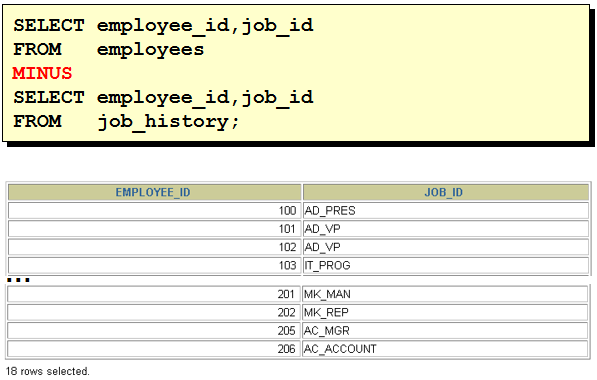 SELECT employee_id,job_id
FROM   employees
MINUS
SELECT employee_id,job_id
FROM   job_history;
EMPLOYEE_ID JOB_ID
100 AD_PRES
101 AD_VP
102 AD_VP
103 IT_PROG
...
201 MK_MAN
202 MK_REP
205 AC_MGR
206 AC_ACCOUNT
18 rows selected.